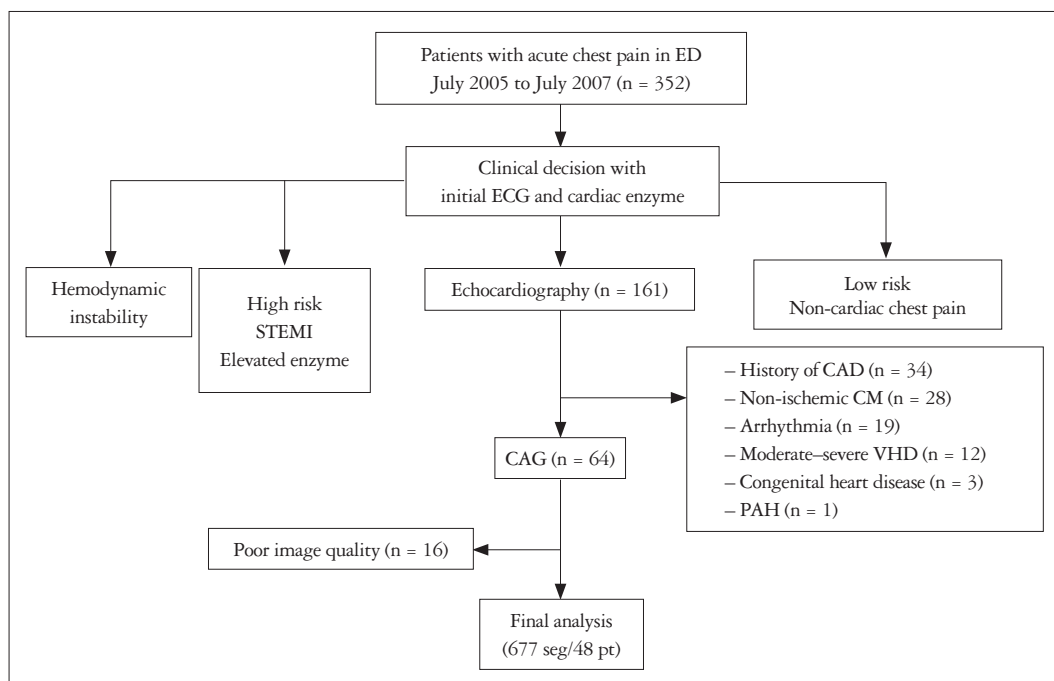 Patients with acute chest pain in ED
July 2005 to July 2007 (n = 352)
Clinical decision with
initial ECG and cardiac enzyme
Hemodynamic
instability
High risk
STEMI
Elevated enzyme
Echocardiography (n = 161)
Low risk
Non-cardiac chest pain
– History of CAD (n = 34)
– Non-ischemic CM (n = 28)
– Arrhythmia (n = 19)
– Moderate–severe VHD (n = 12)
– Congenital heart disease (n = 3)
– PAH (n = 1)
CAG (n = 64)
Poor image quality (n = 16)
Final analysis
(677 seg/48 pt)